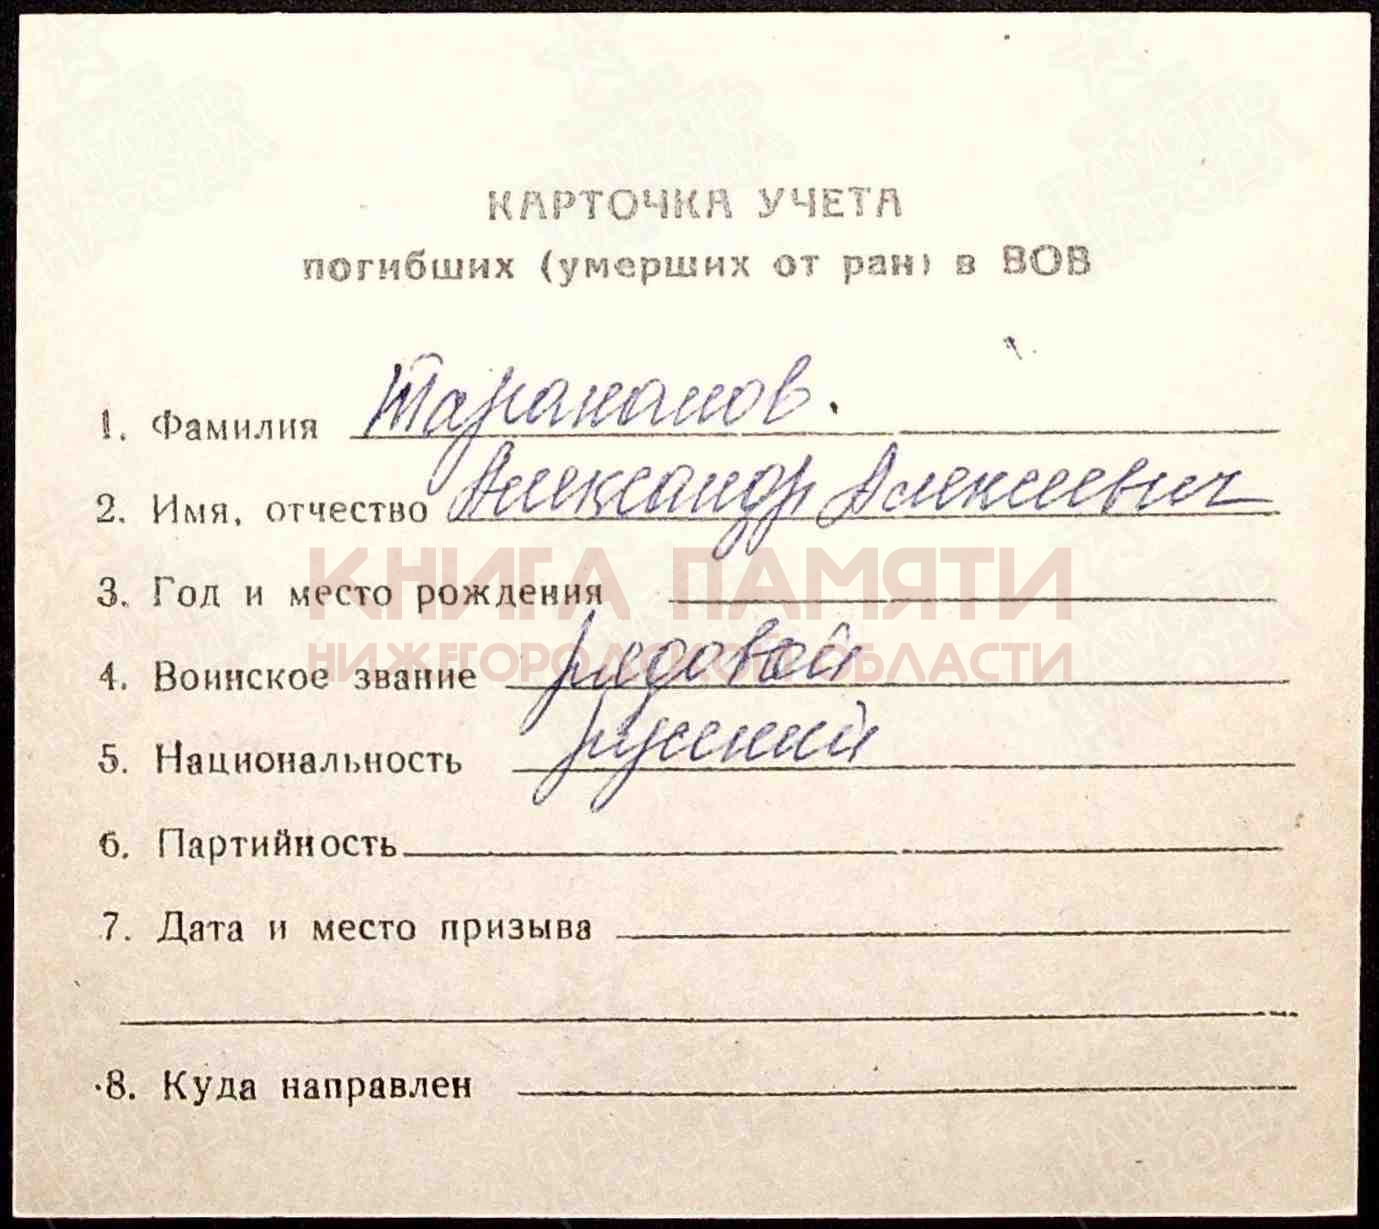 КАРТОЧКА УЧЕТА
погибших (умерших от ран) в ВОВ
1. Фамилия Тараканов.
2. Имя, отчество Александр Алексеевич
КНИГА ПАМЯТИ
3. Год и место рождения
НИЖЕГОРОДСКОЙ ОБЛАСТИ
4. Воинское звание рядовой
5. Национальность русский
6. Партийность
7. Дата и место призыва
8. Куда направлен